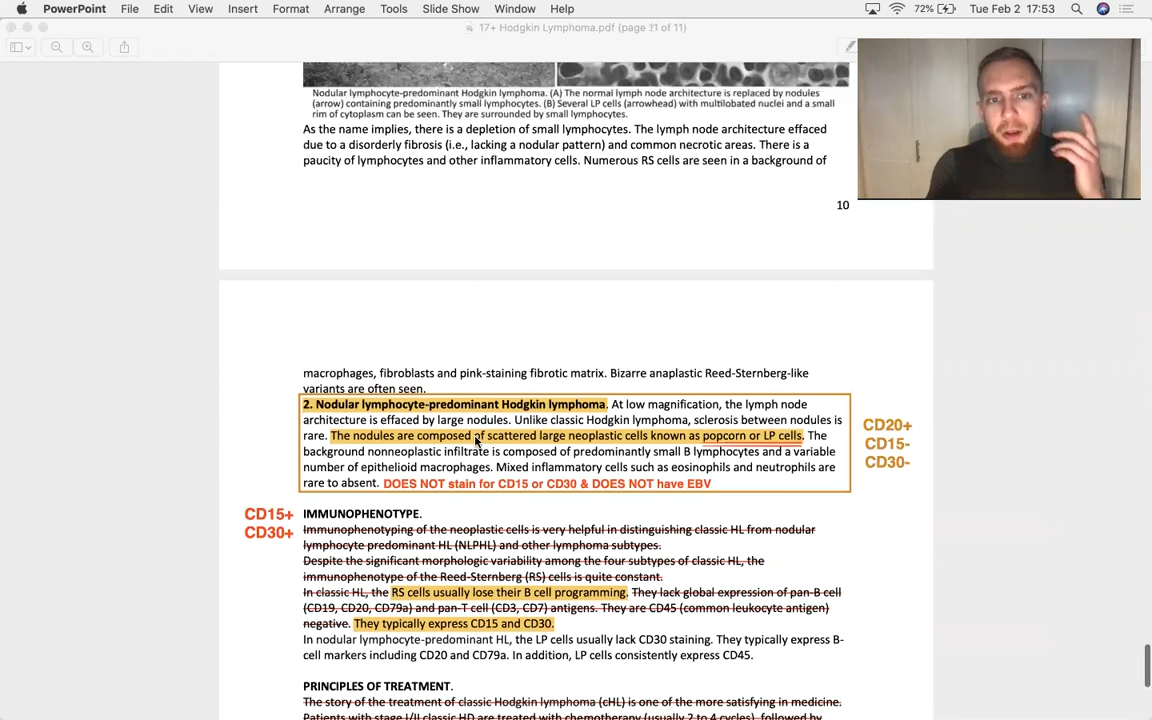 PowerPoint File Edit View Insert Format Arrange Tools Slide Show Window Help 72% Tue Feb 2 17:53
17+ Hodgkin Lymphoma.pdf (page 11 of 11)
Nodular lymphocyte-predominant Hodgkin lymphoma. (A) The normal lymph node architecture is replaced by nodules
(arrow) containing predominantly small lymphocytes. (B) Several LP cells (arrowhead) with multilobated nuclei and a small
rim of cytoplasm can be seen. They are surrounded by small lymphocytes.
As the name implies, there is a depletion of small lymphocytes. The lymph node architecture effaced
due to a disorderly fibrosis (i.e., lacking a nodular pattern) and common necrotic areas. There is a
paucity of lymphocytes and other inflammatory cells. Numerous RS cells are seen in a background of
10
macrophages, fibroblasts and pink-staining fibrotic matrix. Bizarre anaplastic Reed-Sternberg-like
variants are often seen.
2. Nodular lymphocyte-predominant Hodgkin lymphoma. At low magnification, the lymph node
architecture is effaced by large nodules. Unlike classic Hodgkin lymphoma, sclerosis between nodules is
rare. The nodules are composed of scattered large neoplastic cells known as popcorn or LP cells. The
background nonneoplastic infiltrate is composed of predominantly small B lymphocytes and a variable
number of epithelioid macrophages. Mixed inflammatory cells such as eosinophils and neutrophils are
rare to absent. DOES NOT stain for CD15 or CD30 & DOES NOT have EBV
CD20+
CD15-
CD30-
CD15+
CD30+
IMMUNOPHENOTYPE.
Immunophenotyping of the neoplastic cells is very helpful in distinguishing classic HL from nodular
lymphocyte predominant HL (NLPHL) and other lymphoma subtypes.
Despite the significant morphologic variability among the four subtypes of classic HL, the
immunophenotype of the Reed-Sternberg (RS) cells is quite constant.
In classic HL, the RS cells usually lose their B cell programming. They lack global expression of pan-B cell
(CD19, CD20, CD79a) and pan-T cell (CD3, CD7) antigens. They are CD45 (common leukocyte antigen)
negative. They typically express CD15 and CD30.
In nodular lymphocyte-predominant HL, the LP cells usually lack CD30 staining. They typically express B-
cell markers including CD20 and CD79a. In addition, LP cells consistently express CD45.
PRINCIPLES OF TREATMENT.
The story of the treatment of classic Hodgkin lymphoma (cHL) is one of the more satisfying in medicine.
Patients with stage I/II classic HD are treated with chemotherapy (usually 2 to 4 cycles), followed by